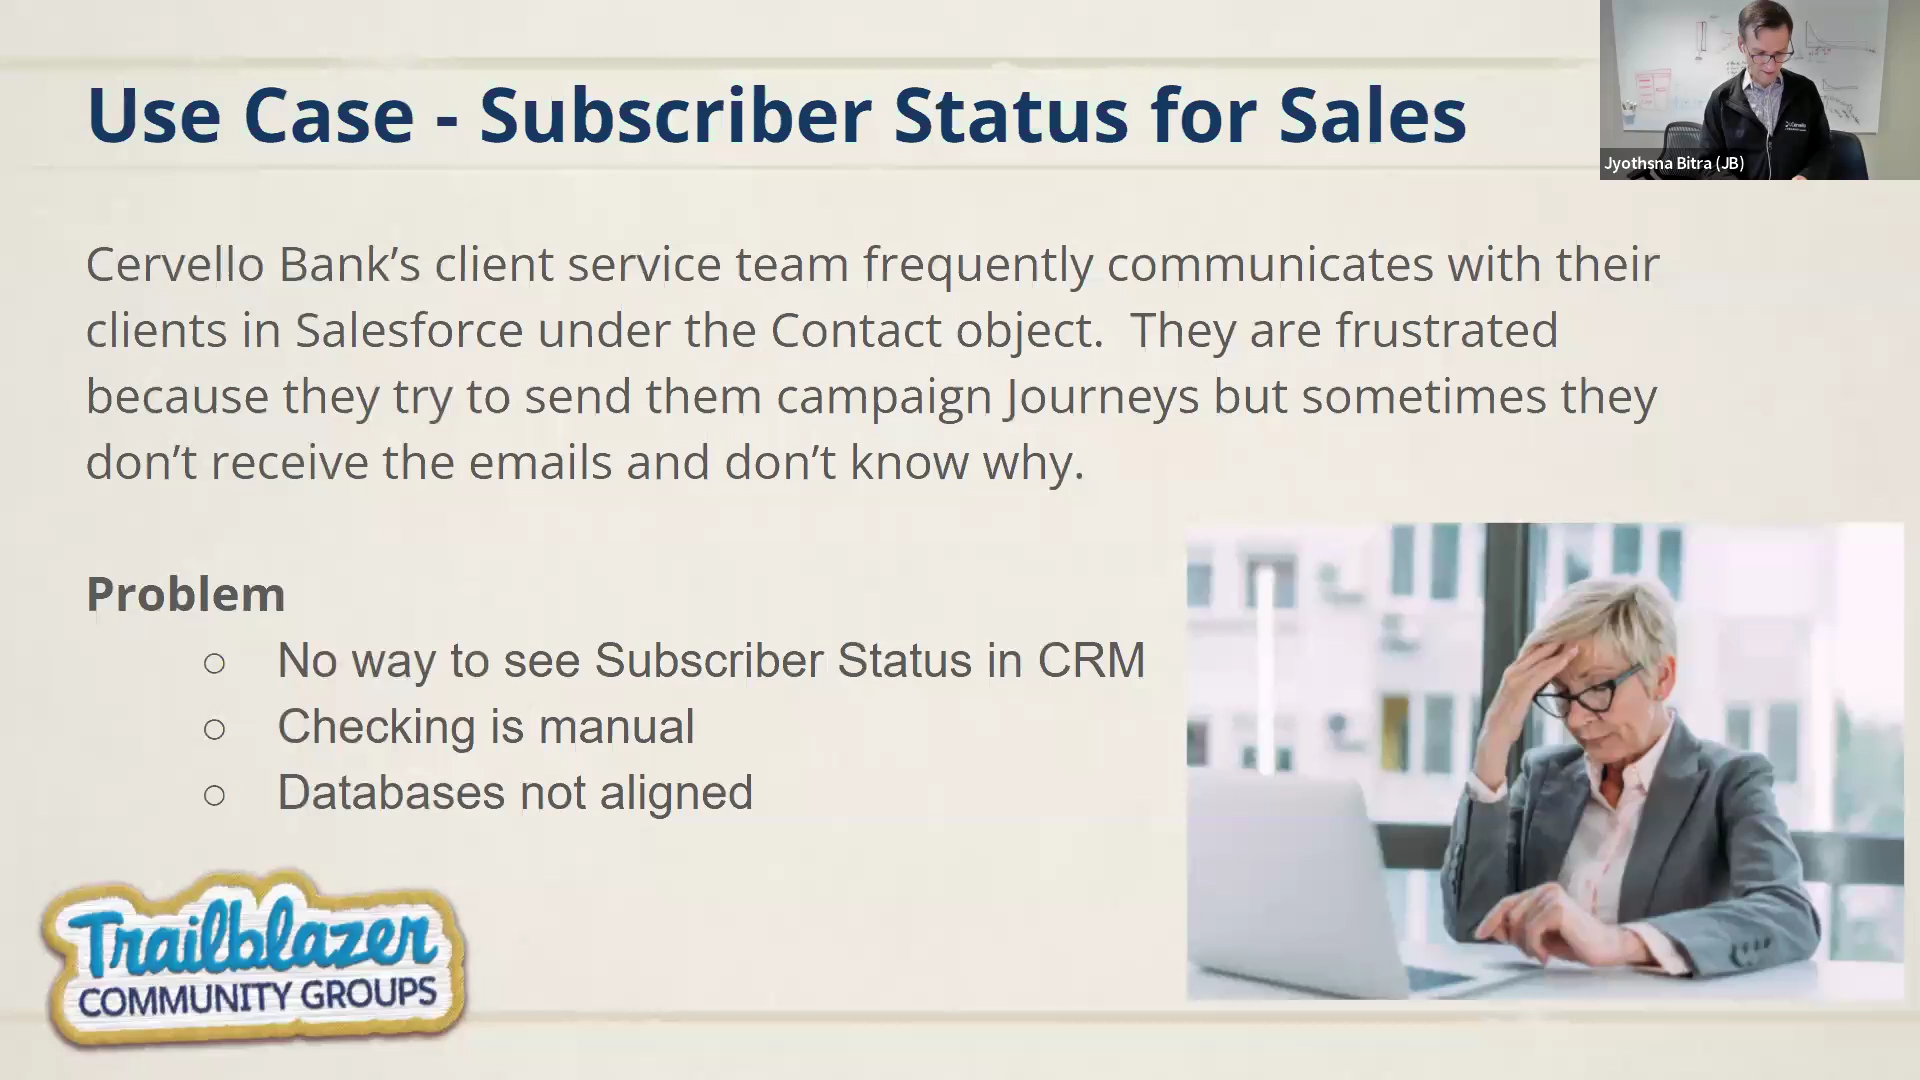 Use Case - Subscriber Status for Sales
Jyothsna Bitra (JB)
Cervello Bank’s client service team frequently communicates with their
clients in Salesforce under the Contact object.  They are frustrated
because they try to send them campaign Journeys but sometimes they
don’t receive the emails and don’t know why.
Problem
○ No way to see Subscriber Status in CRM
○ Checking is manual
○ Databases not aligned
Trailblazer
COMMUNITY GROUPS